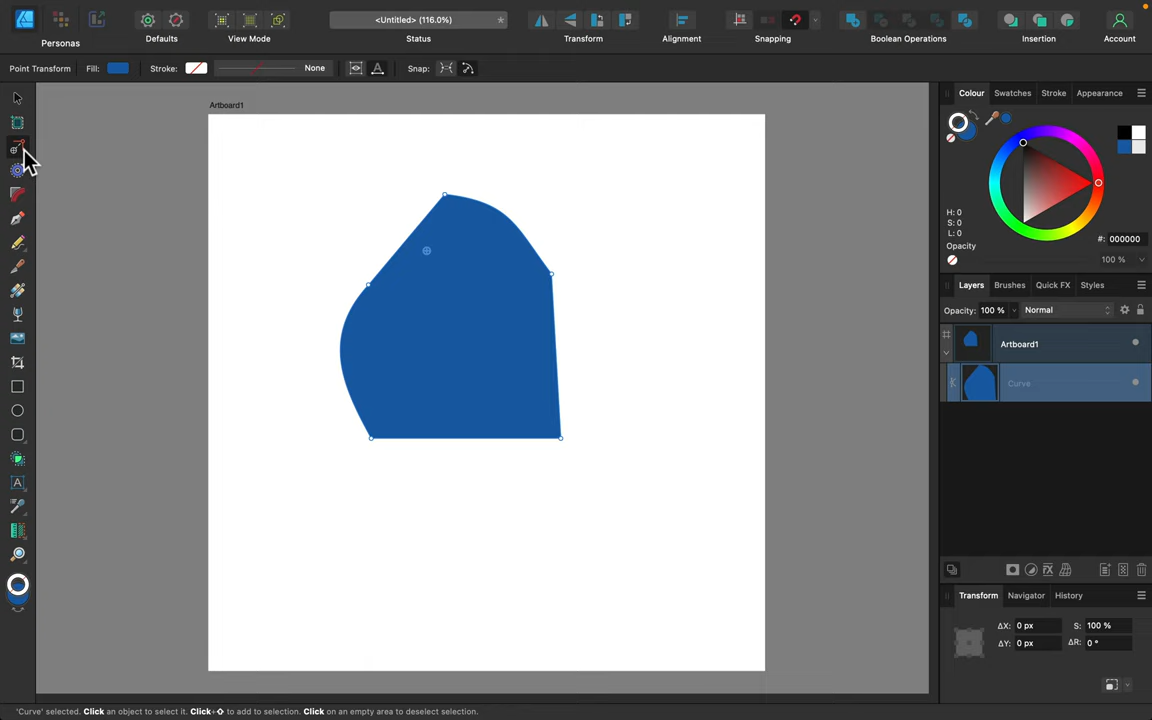 <Untitled> (116.0%)
*
Personas
Defaults
View Mode
Status
Transform
Alignment
Snapping
Boolean Operations
Insertion
Account
Point Transform
Fill:
Stroke:
None
A
Snap:
Artboard1
Colour
Swatches
Stroke
Appearance
H: 0
S: 0
L: 0
#: 000000
Opacity
100 %
Layers
Brushes
Quick FX
Styles
Opacity: 100 %
Normal
Artboard1
Curve
A
Transform
Navigator
History
ΔX: 0 px
S: 100 %
ΔY: 0 px
ΔR: 0 °
'Curve' selected. Click an object to select it. Click+⇧ to add to selection. Click on an empty area to deselect selection.